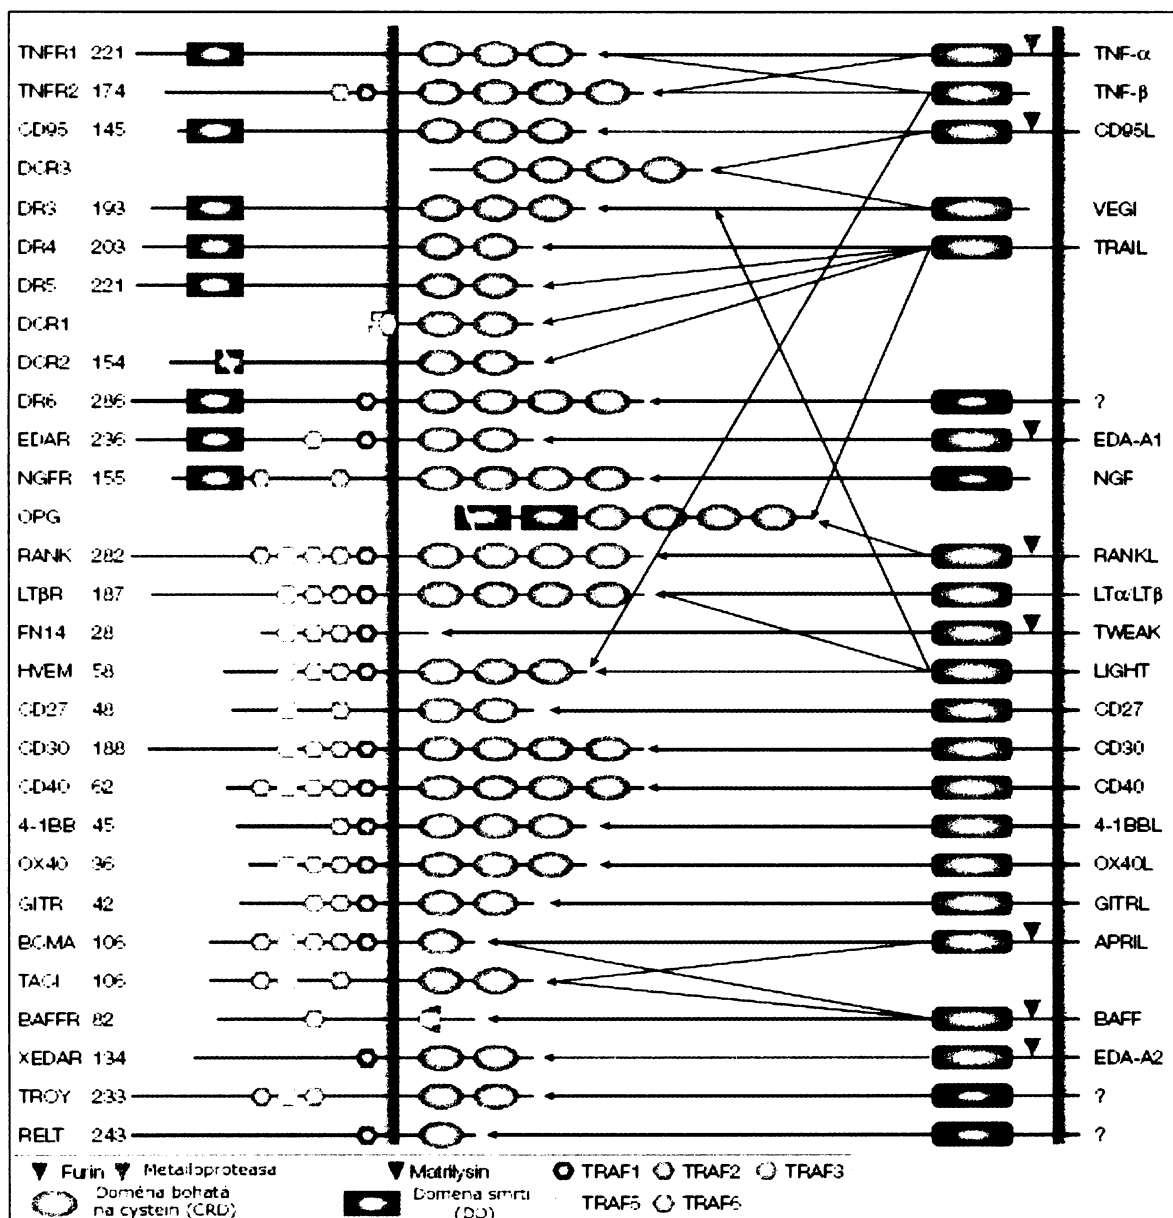 TNFR1 221 TNF-α
TNFR2 174 TNF-β
CD95 145 CD95L
DCR3
DR3 193 VEGI
DR4 203 TRAIL
DR5 221
DCR1
DCR2 154
DR6 286 ?
EDAR 236 EDA-A1
NGFR 155 NGF
OPG
RANK 282 RANKL
LTβR 187 LTα/LTβ
FN14 28 TWEAK
HVEM 58 LIGHT
CD27 48 CD27
CD30 188 CD30
CD40 62 CD40
4-1BB 45 4-1BBL
OX40 36 OX40L
GITR 42 GITRL
BCMA 106 APRIL
TACI 106
BAFFR 82 BAFF
XEDAR 134 EDA-A2
TROY 233 ?
RELT 243 ?
Furin Metalloproteasa Matrilysin TRAF1 TRAF2 TRAF3
Doména bohatá Doména smrti TRAF5 TRAF6
na cystein (CRD) (DD)